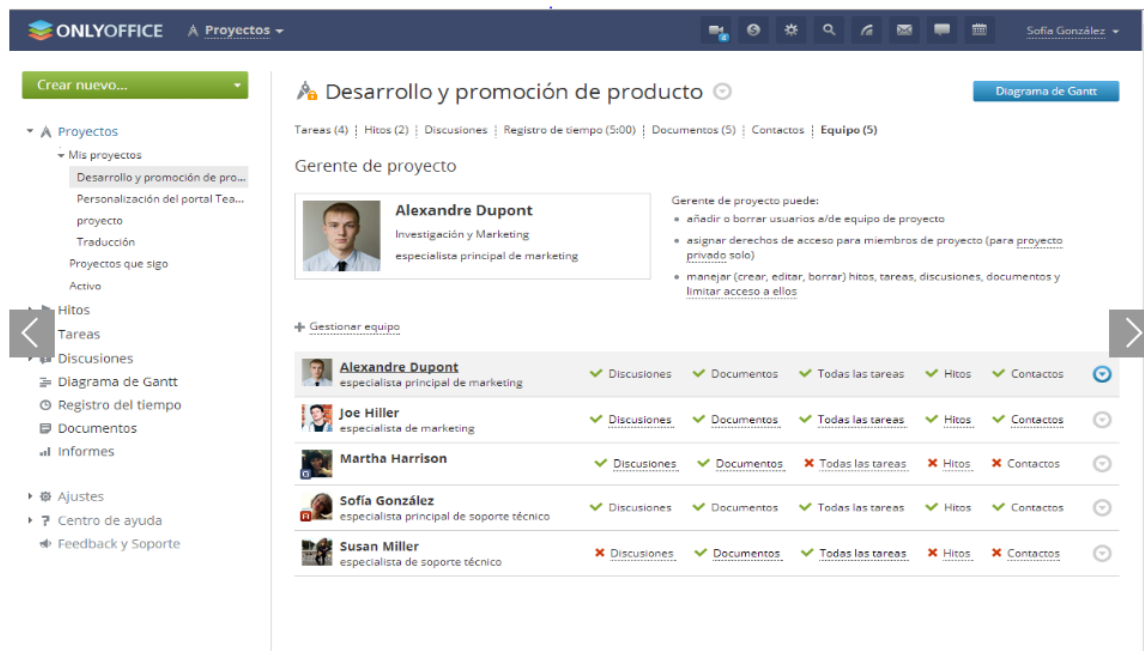 ONLYOFFICE Proyectos
4
Sofía González
Crear nuevo...
Proyectos
Mis proyectos
Desarrollo y promoción de pro...
Personalización del portal Tea...
proyecto
Traducción
Proyectos que sigo
Activo
Hitos
Tareas
Discusiones
Diagrama de Gantt
Registro del tiempo
Documentos
Informes
Ajustes
Centro de ayuda
Feedback y Soporte
Desarrollo y promoción de producto
Diagrama de Gantt
Tareas (4) Hitos (2) Discusiones Registro de tiempo (5:00) Documentos (5) Contactos Equipo (5)
Gerente de proyecto
Alexandre Dupont
Investigación y Marketing
especialista principal de marketing
Gerente de proyecto puede:
añadir o borrar usuarios a/de equipo de proyecto
asignar derechos de acceso para miembros de proyecto (para proyecto
privado solo)
manejar (crear, editar, borrar) hitos, tareas, discusiones, documentos y
limitar acceso a ellos
Gestionar equipo
Alexandre Dupont
especialista principal de marketing
Discusiones Documentos Todas las tareas Hitos Contactos
Joe Hiller
especialista de marketing
Discusiones Documentos Todas las tareas Hitos Contactos
Martha Harrison
Discusiones Documentos Todas las tareas Hitos Contactos
Sofía González
especialista principal de soporte técnico
Discusiones Documentos Todas las tareas Hitos Contactos
Susan Miller
especialista de soporte técnico
Discusiones Documentos Todas las tareas Hitos Contactos